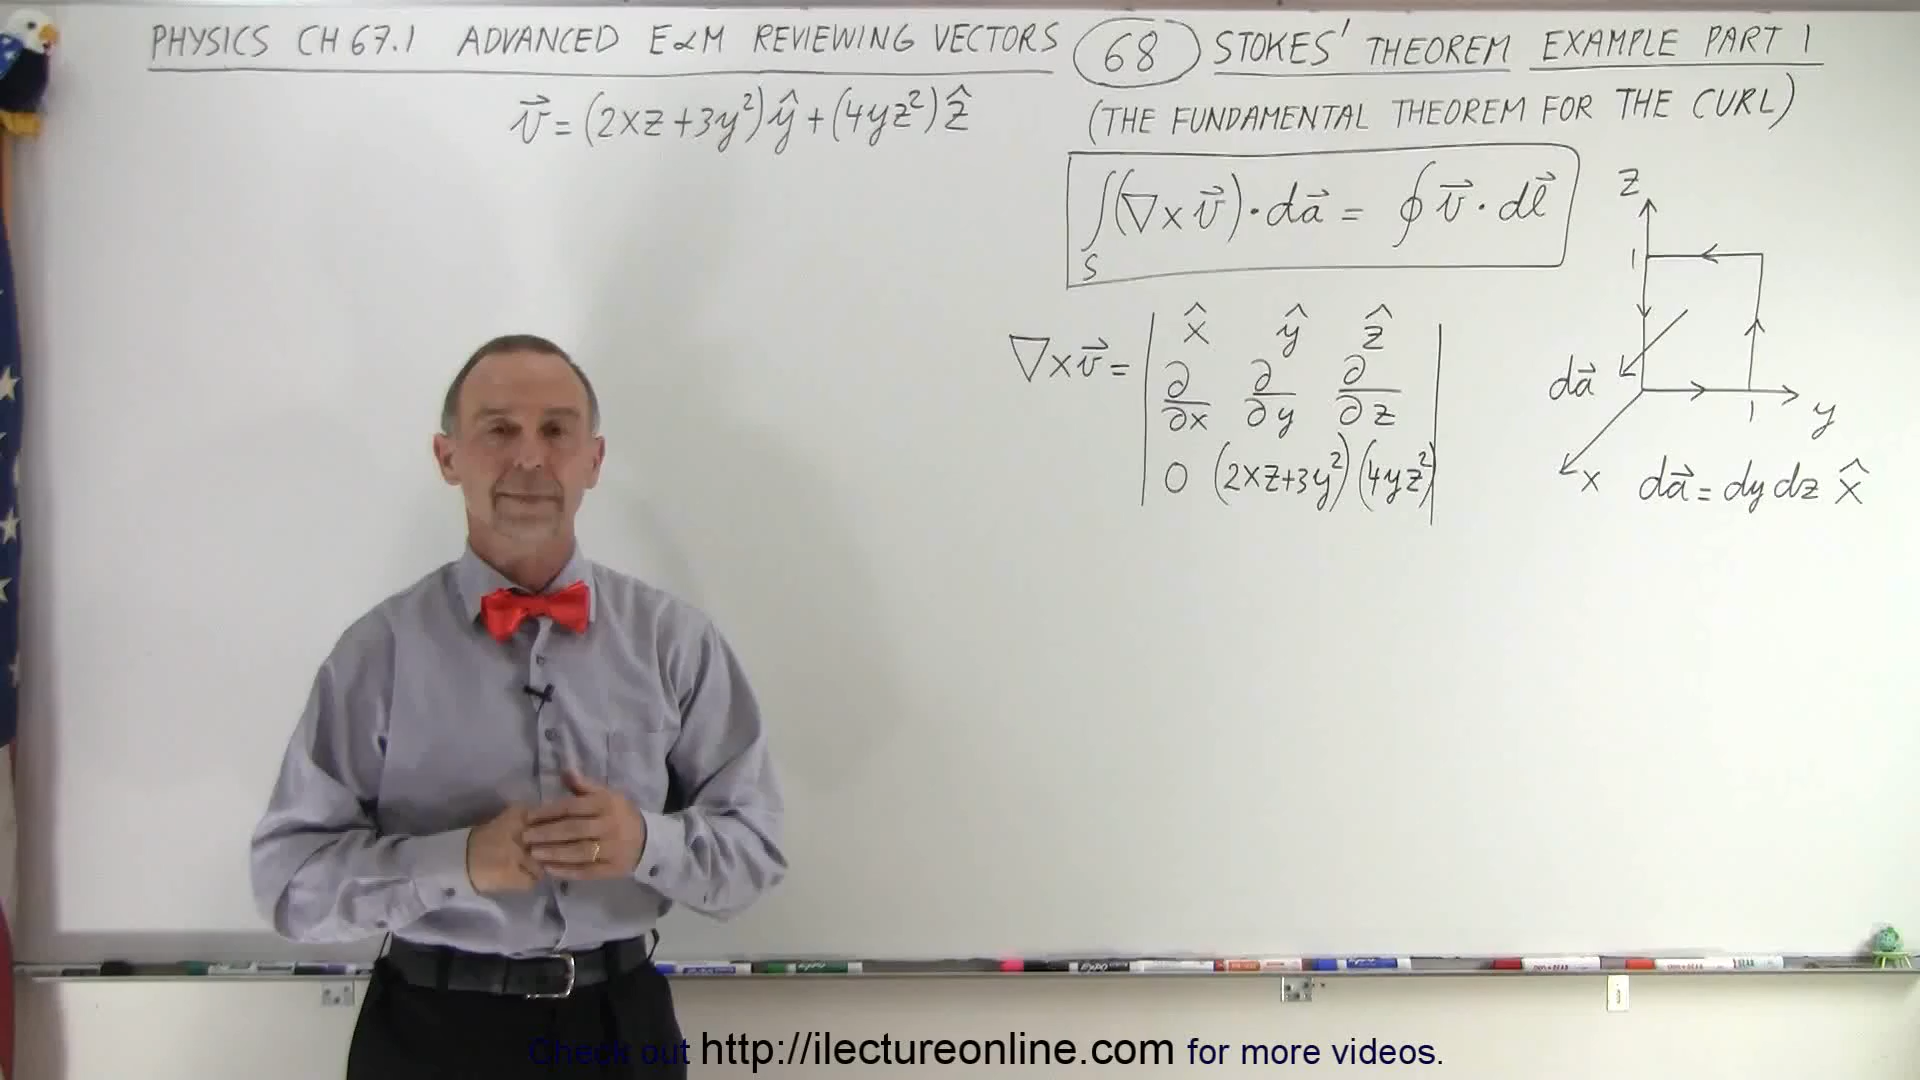 PHYSICS CH 67.1 ADVANCED E&M REVIEWING VECTORS 68 STOKES' THEOREM EXAMPLE PART 1
(THE FUNDAMENTAL THEOREM FOR THE CURL)
v⃗ = (2xz + 3y²) ŷ + (4yz²) ẑ
∫(∇ × v⃗) · da⃗ = ∮ v⃗ · dl⃗
S
∇ × v⃗ = | x̂ ŷ ẑ |
| ∂/∂x ∂/∂y ∂/∂z |
| 0 (2xz+3y²) (4yz²) |
z
1
da⃗
1
y
x
da⃗ = dy dz x̂
Check out http://ilectureonline.com for more videos.